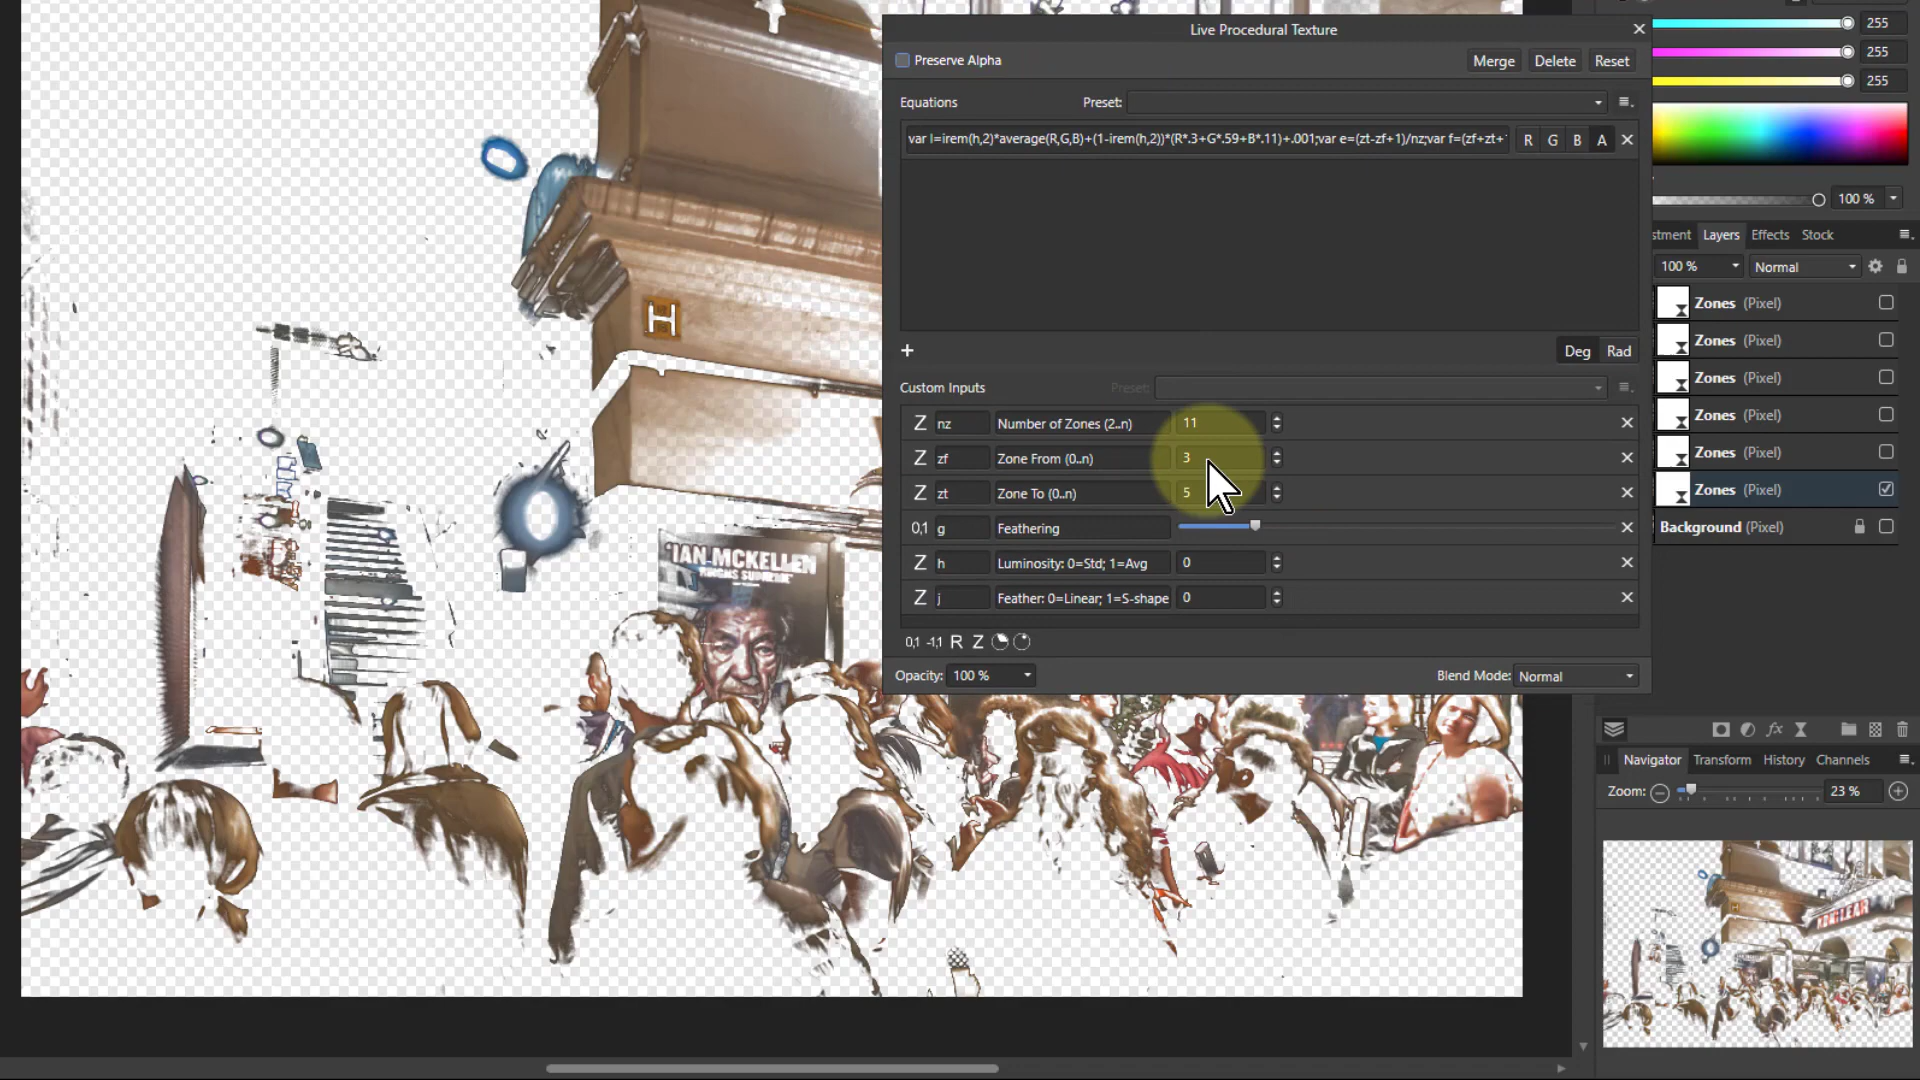 Live Procedural Texture
Preserve Alpha
Merge Delete Reset
Equations
Preset:
var l=irem(h,2)*average(R,G,B)+(1-irem(h,2))*(R*.3+G*.59+B*.11)+.001;var e=(zt-zf+1)/nz;var f=(zf+zt+
R G B A
Deg Rad
Custom Inputs
Preset:
Z nz Number of Zones (2..n) 11
Z zf Zone From (0..n) 3
Z zt Zone To (0..n) 5
0,1 g Feathering
Z h Luminosity: 0=Std; 1=Avg 0
Z j Feather: 0=Linear; 1=S-shape 0
0,1 -1,1 R Z
Opacity: 100 %
Blend Mode: Normal
255
255
255
100 %
stment Layers Effects Stock
100 % Normal
Zones (Pixel)
Zones (Pixel)
Zones (Pixel)
Zones (Pixel)
Zones (Pixel)
Zones (Pixel)
Background (Pixel)
fx
Navigator Transform History Channels
Zoom: 23 %
H
IAN MCKELLEN
REIGNS SUPREME